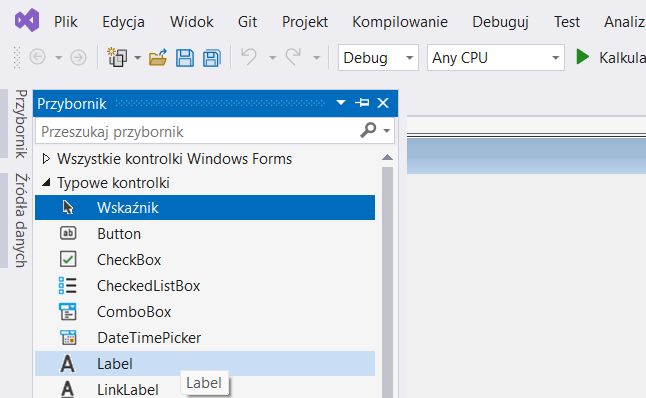 Plik Edycja Widok Git Projekt Kompilowanie Debuguj Test Analiz
Debug Any CPU Kalkula
Przybornik
Źródła danych
Przybornik
Przeszukaj przybornik
Wszystkie kontrolki Windows Forms
Typowe kontrolki
Wskaźnik
Button
CheckBox
CheckedListBox
ComboBox
DateTimePicker
Label
LinkLabel
Label